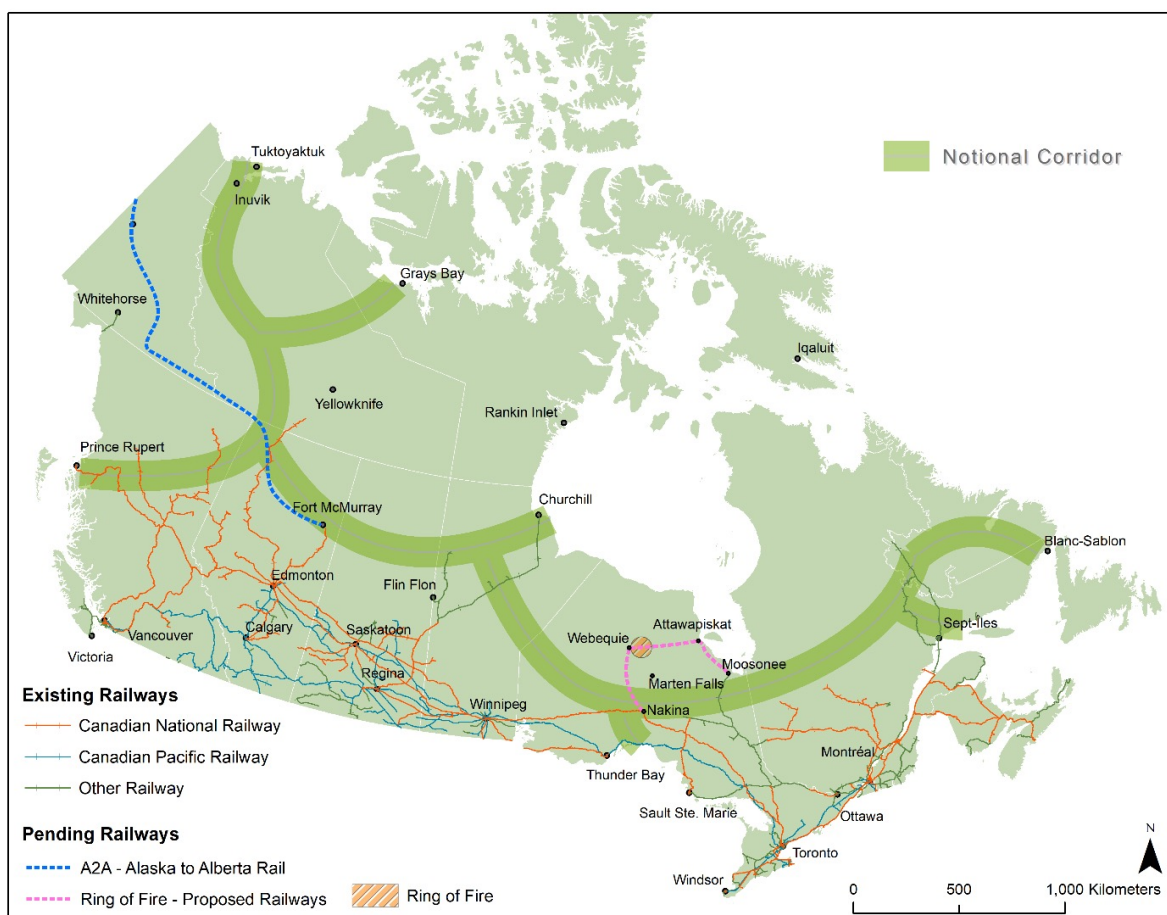 Tuktoyaktuk
Notional Corridor
Inuvik
Grays Bay
Whitehorse
Iqaluit
Yellowknife
Rankin Inlet
Prince Rupert
Churchill
Fort McMurray
Blanc-Sablon
Edmonton
Flin Flon
Attawapiskat
Sept-Îles
Webequie
Vancouver
Calgary
Saskatoon
Moosonee
Victoria
Regina
Marten Falls
Existing Railways
Winnipeg
Nakina
Canadian National Railway
Montréal
Canadian Pacific Railway
Thunder Bay
Other Railway
Sault Ste. Marie
Ottawa
Pending Railways
N
Toronto
A2A - Alaska to Alberta Rail
Windsor
Ring of Fire - Proposed Railways
Ring of Fire
0 500 1,000 Kilometers